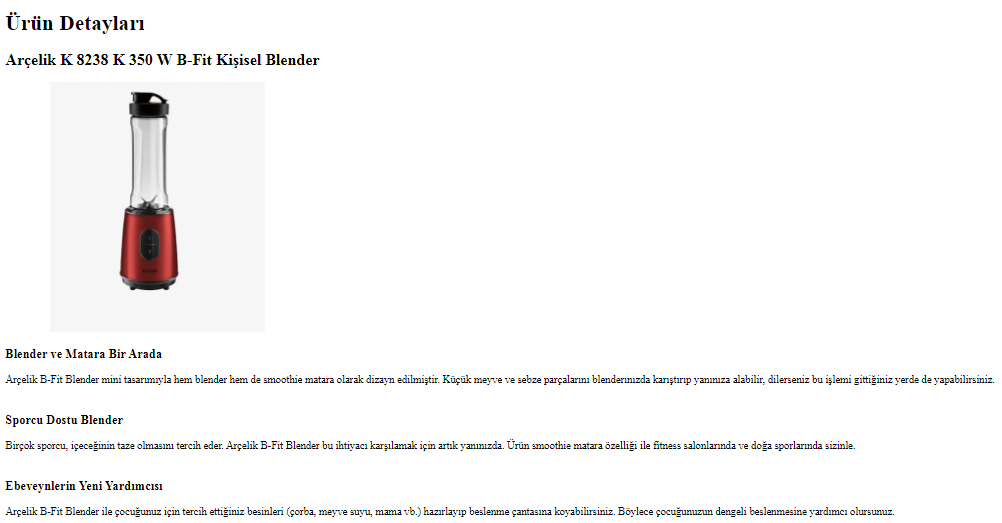 Ürün Detayları
Arçelik K 8238 K 350 W B-Fit Kişisel Blender
Blender ve Matara Bir Arada
Arçelik B-Fit Blender mini tasarımıyla hem blender hem de smoothie matara olarak dizayn edilmiştir. Küçük meyve ve sebze parçalarını blenderınızda karıştırıp yanınıza alabilir, dilerseniz bu işlemi gittiğiniz yerde de yapabilirsiniz.
Sporcu Dostu Blender
Birçok sporcu, içeceğinin taze olmasını tercih eder. Arçelik B-Fit Blender bu ihtiyacı karşılamak için artık yanınızda. Ürün smoothie matara özelliği ile fitness salonlarında ve doğa sporlarında sizinle.
Ebeveynlerin Yeni Yardımcısı
Arçelik B-Fit Blender ile çocuğunuz için tercih ettiğiniz besinleri (çorba, meyve suyu, mama vb.) hazırlayıp beslenme çantasına koyabilirsiniz. Böylece çocuğunuzun dengeli beslenmesine yardımcı olursunuz.